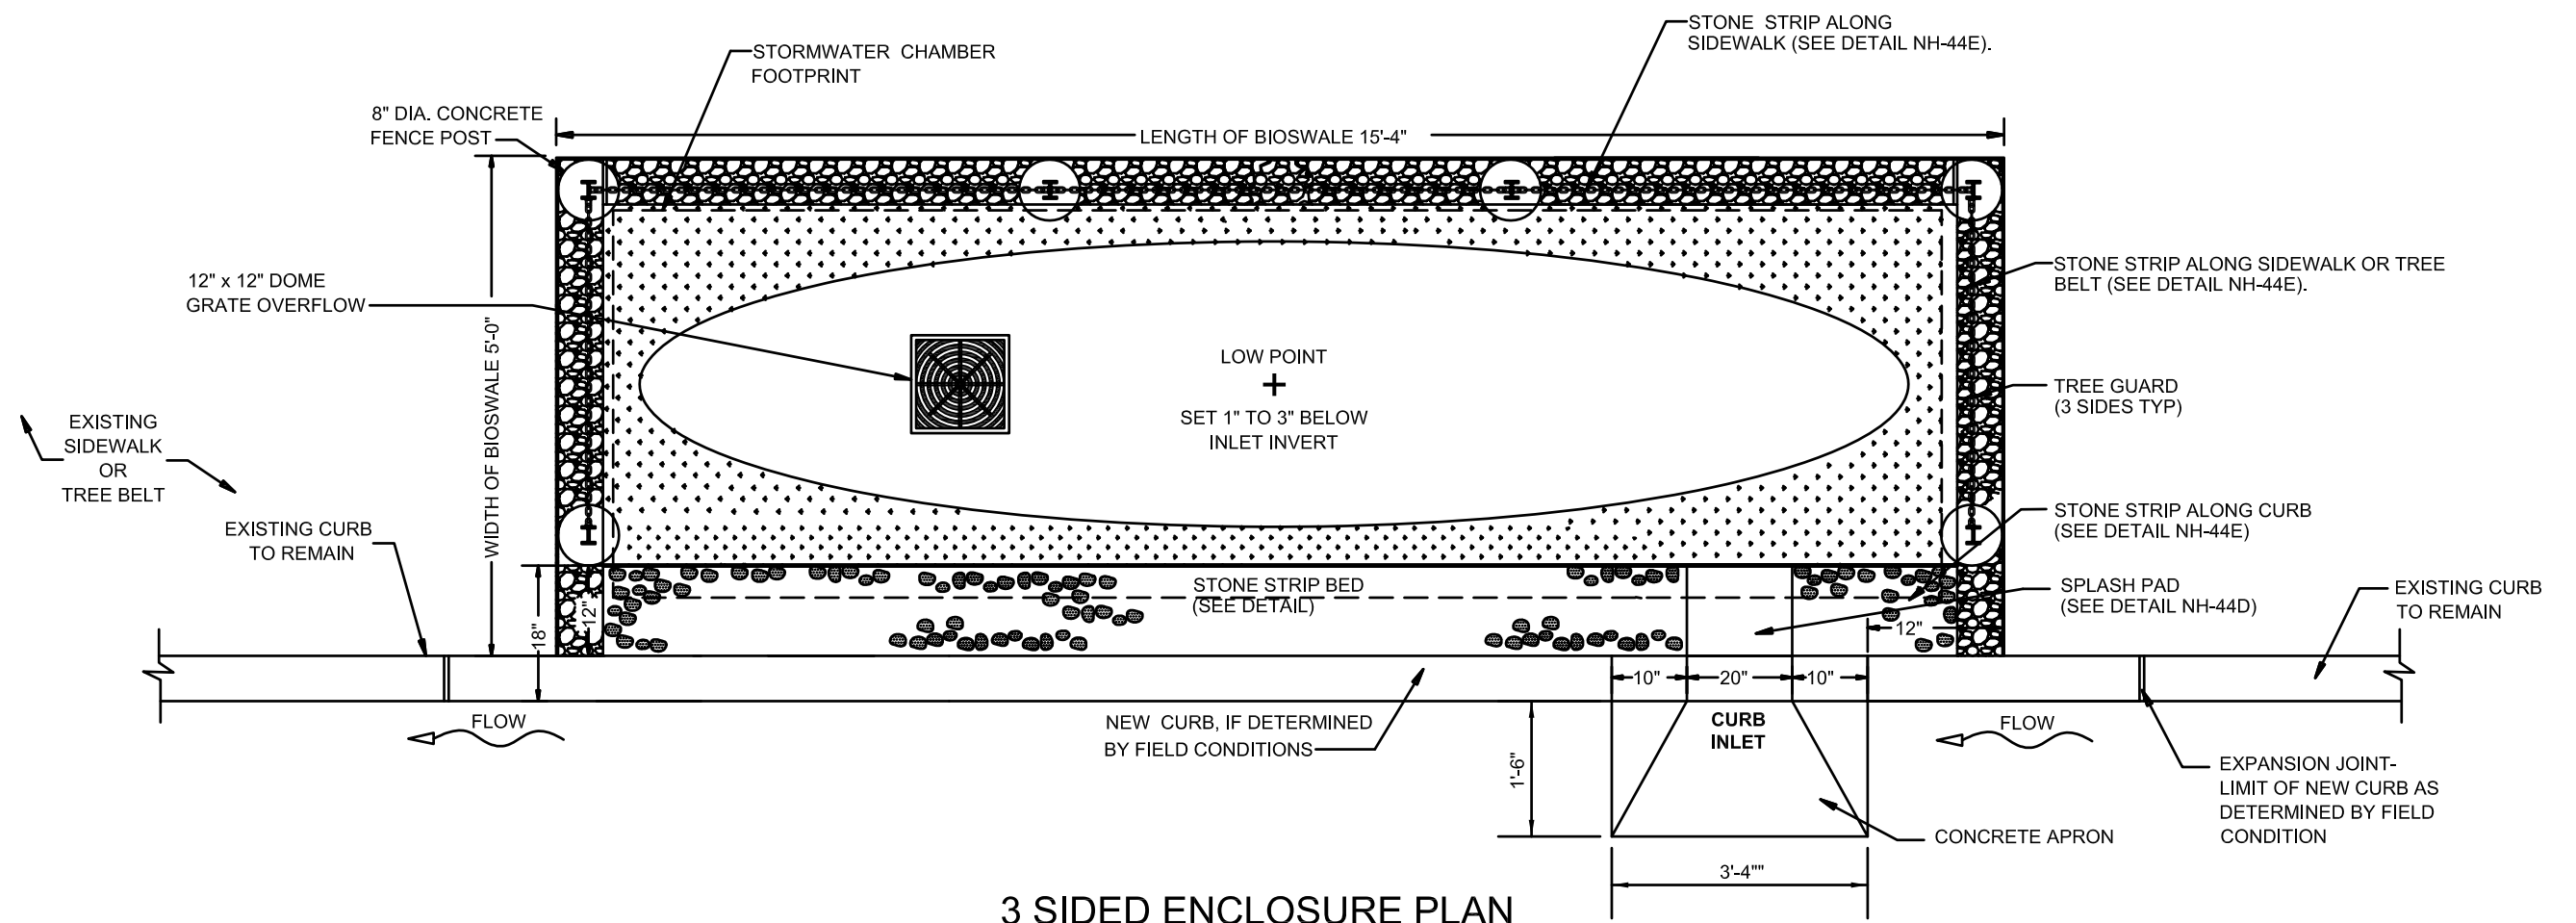 STONE STRIP ALONG
SIDEWALK (SEE DETAIL NH-44E).
STORMWATER CHAMBER
FOOTPRINT
8" DIA. CONCRETE
FENCE POST
LENGTH OF BIOSWALE 15'-4"
12" x 12" DOME
GRATE OVERFLOW
WIDTH OF BIOSWALE 5'-0"
STONE STRIP ALONG SIDEWALK OR TREE
BELT (SEE DETAIL NH-44E).
LOW POINT
SET 1" TO 3" BELOW
INLET INVERT
TREE GUARD
(3 SIDES TYP)
EXISTING
SIDEWALK
OR
TREE BELT
EXISTING CURB
TO REMAIN
STONE STRIP ALONG CURB
(SEE DETAIL NH-44E)
STONE STRIP BED
(SEE DETAIL)
SPLASH PAD
(SEE DETAIL NH-44D)
EXISTING CURB
TO REMAIN
18"
12"
12"
10"
20"
10"
FLOW
NEW CURB, IF DETERMINED
BY FIELD CONDITIONS
CURB
INLET
FLOW
1'-6"
EXPANSION JOINT-
LIMIT OF NEW CURB AS
DETERMINED BY FIELD
CONDITION
CONCRETE APRON
3'-4""
3 SIDED ENCLOSURE PLAN